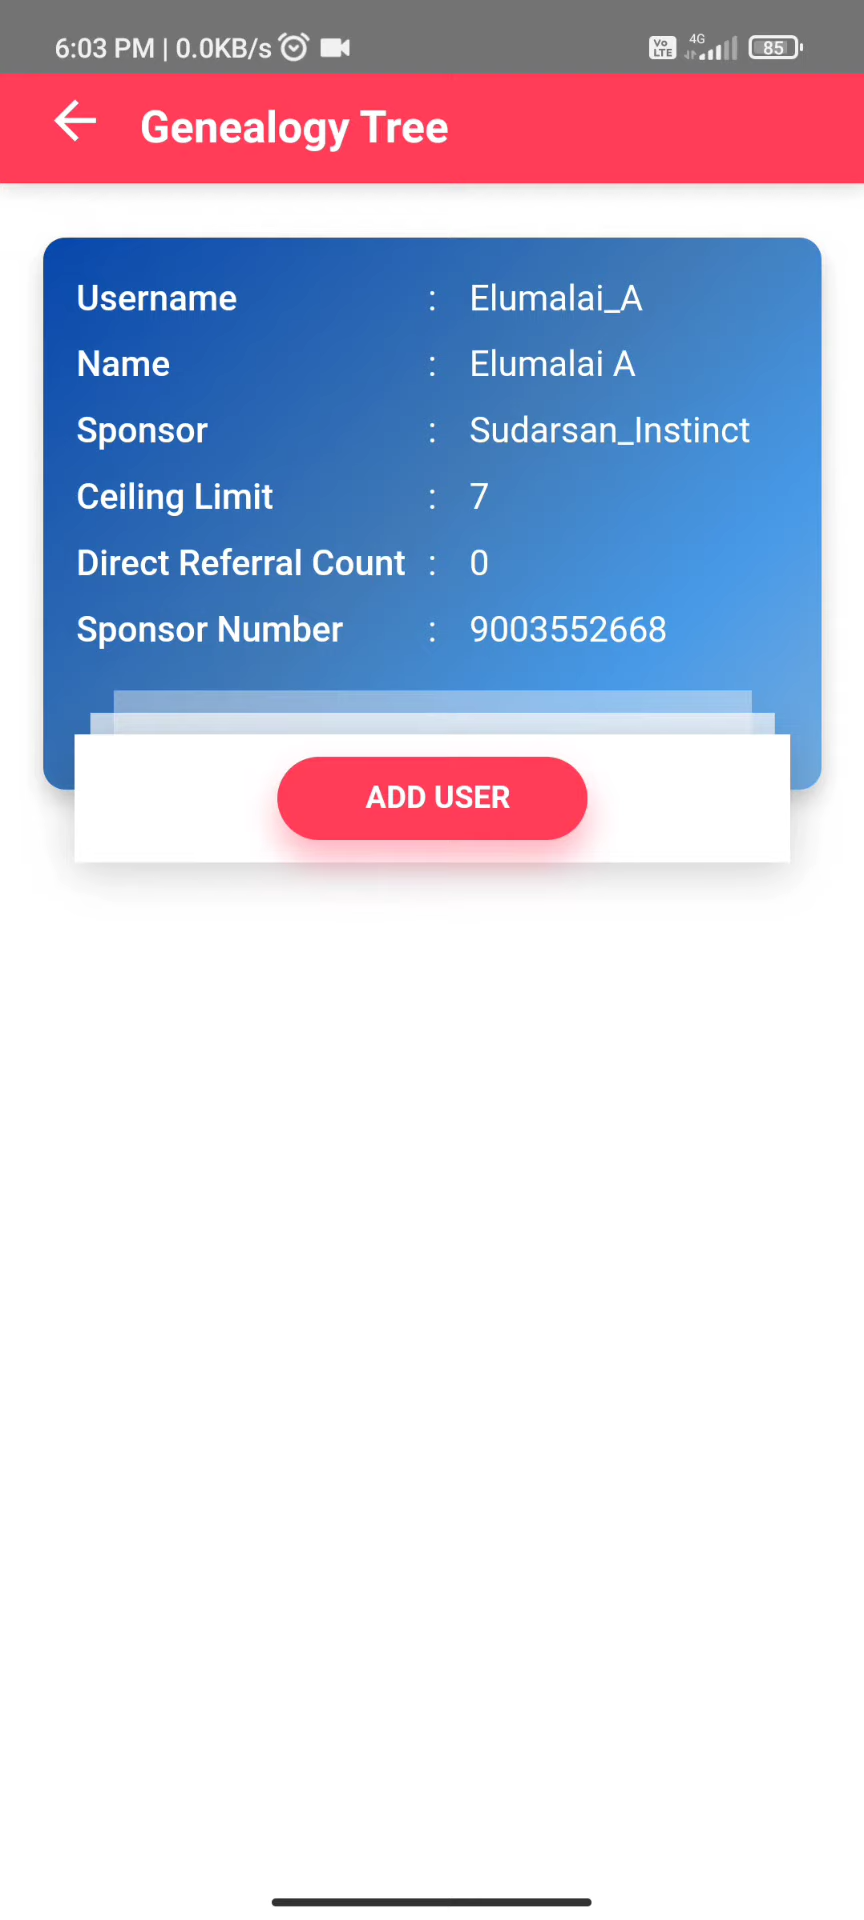 6:03 PM | 0.0KB/s Vo LTE 4G 85
Genealogy Tree
Username : Elumalai_A
Name : Elumalai A
Sponsor : Sudarsan_Instinct
Ceiling Limit : 7
Direct Referral Count : 0
Sponsor Number : 9003552668
ADD USER